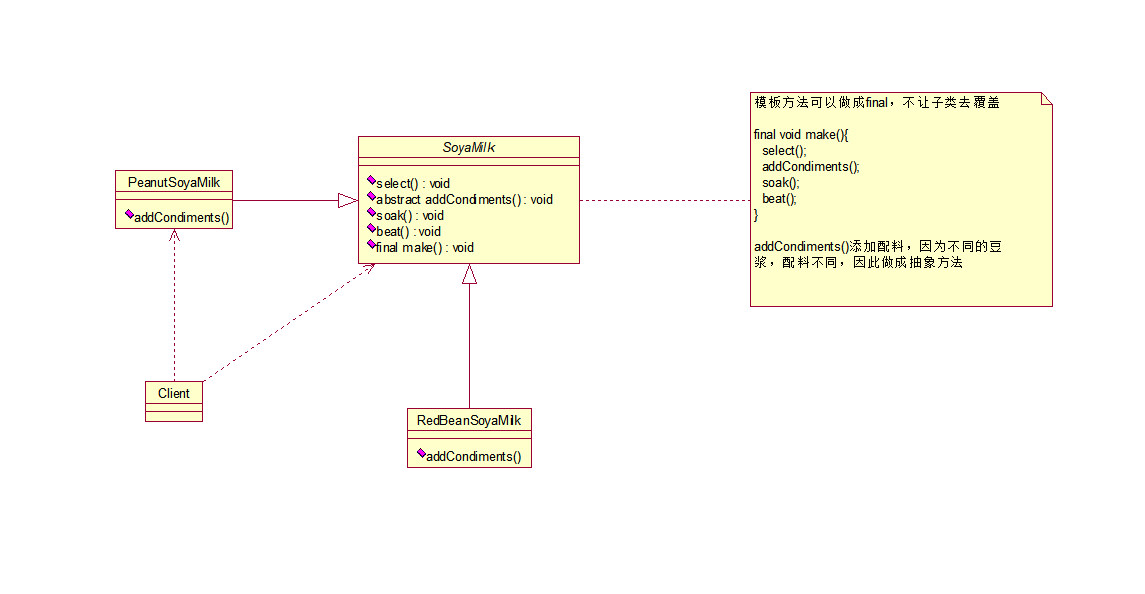 PeanutSoyaMilk
addCondiments()
SoyaMilk
select() : void
abstract addCondiments() : void
soak() : void
beat() : void
final make() : void
模板方法可以做成final，不让子类去覆盖
final void make(){
select();
addCondiments();
soak();
beat();
}
addCondiments()添加配料，因为不同的豆
浆，配料不同，因此做成抽象方法
Client
RedBeanSoyaMilk
addCondiments()